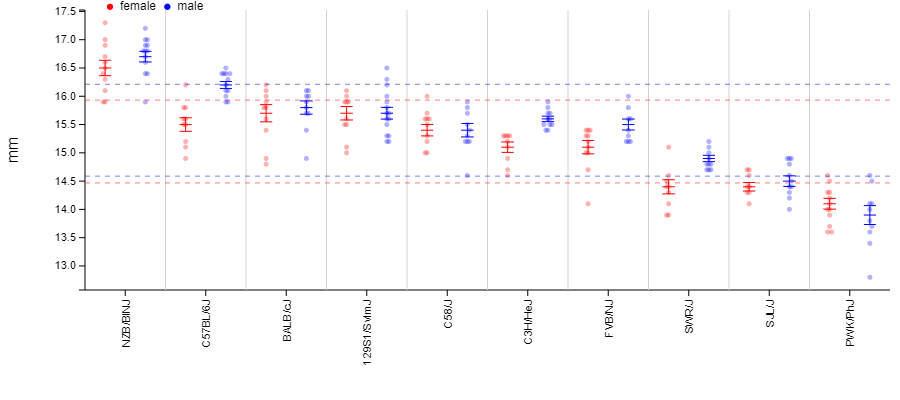 female male
17.5
17.0
16.5
16.0
15.5
15.0
14.5
14.0
13.5
13.0
mm
NZB/BINJ
C57BL/6J
BALB/cJ
129S1/SvImJ
C58/J
C3H/HeJ
FVB/NJ
SWR/J
SJL/J
PWK/PhJ